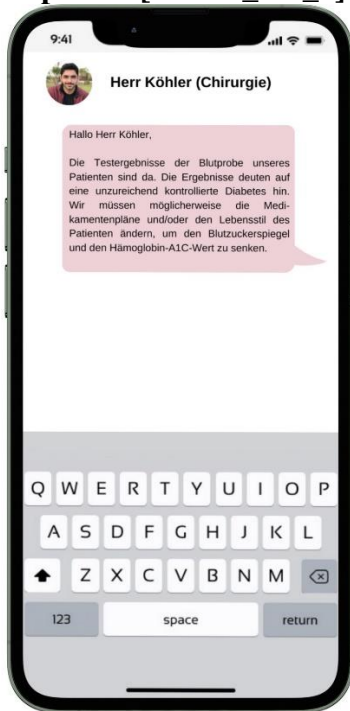 9:41
Herr Köhler (Chirurgie)
Hallo Herr Köhler,
Die Testergebnisse der Blutprobe unseres
Patienten sind da. Die Ergebnisse deuten auf
eine unzureichend kontrollierte Diabetes hin.
Wir müssen möglicherweise die Medi-
kamentenpläne und/oder den Lebensstil des
Patienten ändern, um den Blutzuckerspiegel
und den Hämoglobin-A1C-Wert zu senken.
Q W E R T Y U I O P
A S D F G H J K L
Z X C V B N M
123 space return